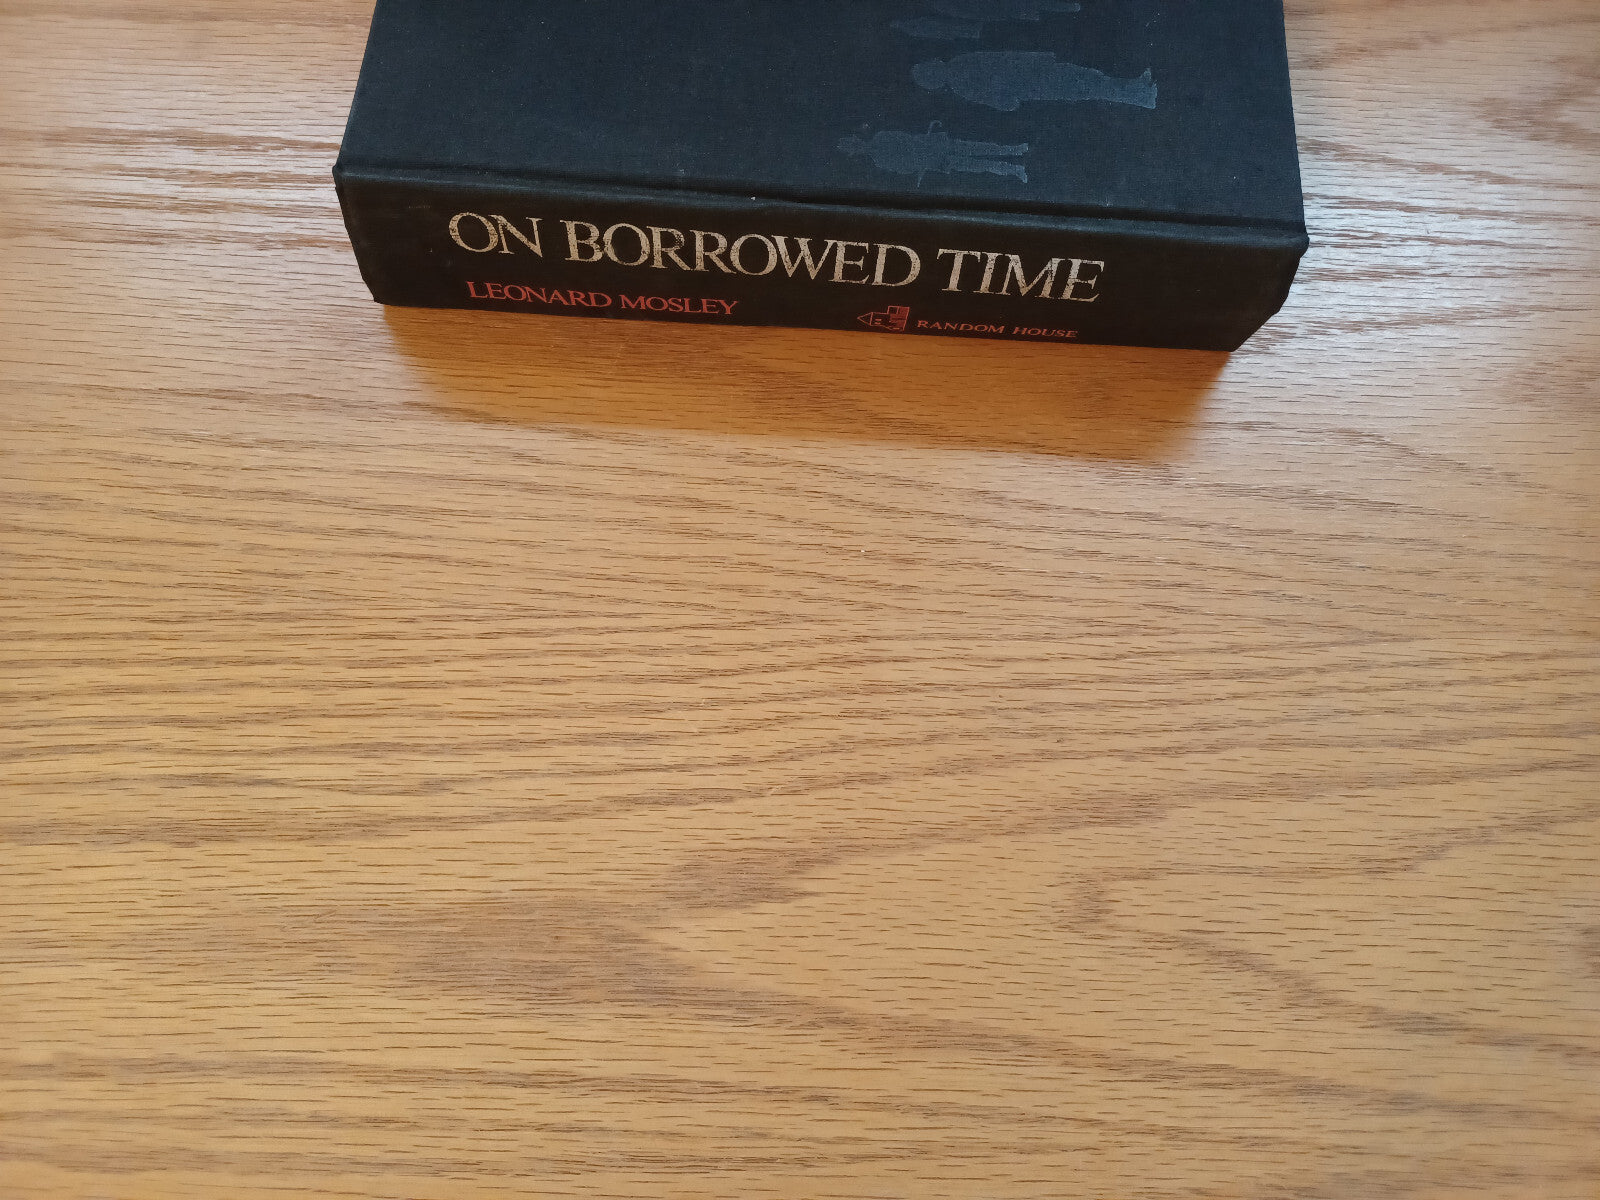 ON BORROWED TIME
LEONARD MOSLEY
RANDOM HOUSE